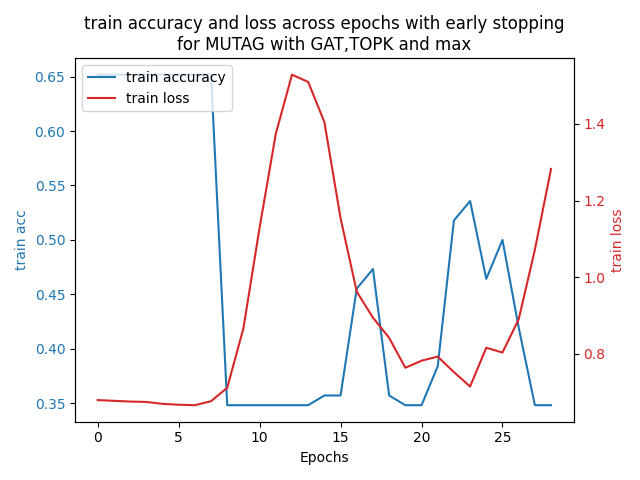 train accuracy and loss across epochs with early stopping
for MUTAG with GAT,TOPK and max
train accuracy
train loss
0.65
0.60
0.55
0.50
0.45
0.40
0.35
train acc
1.4
1.2
1.0
0.8
train loss
0 5 10 15 20 25
Epochs